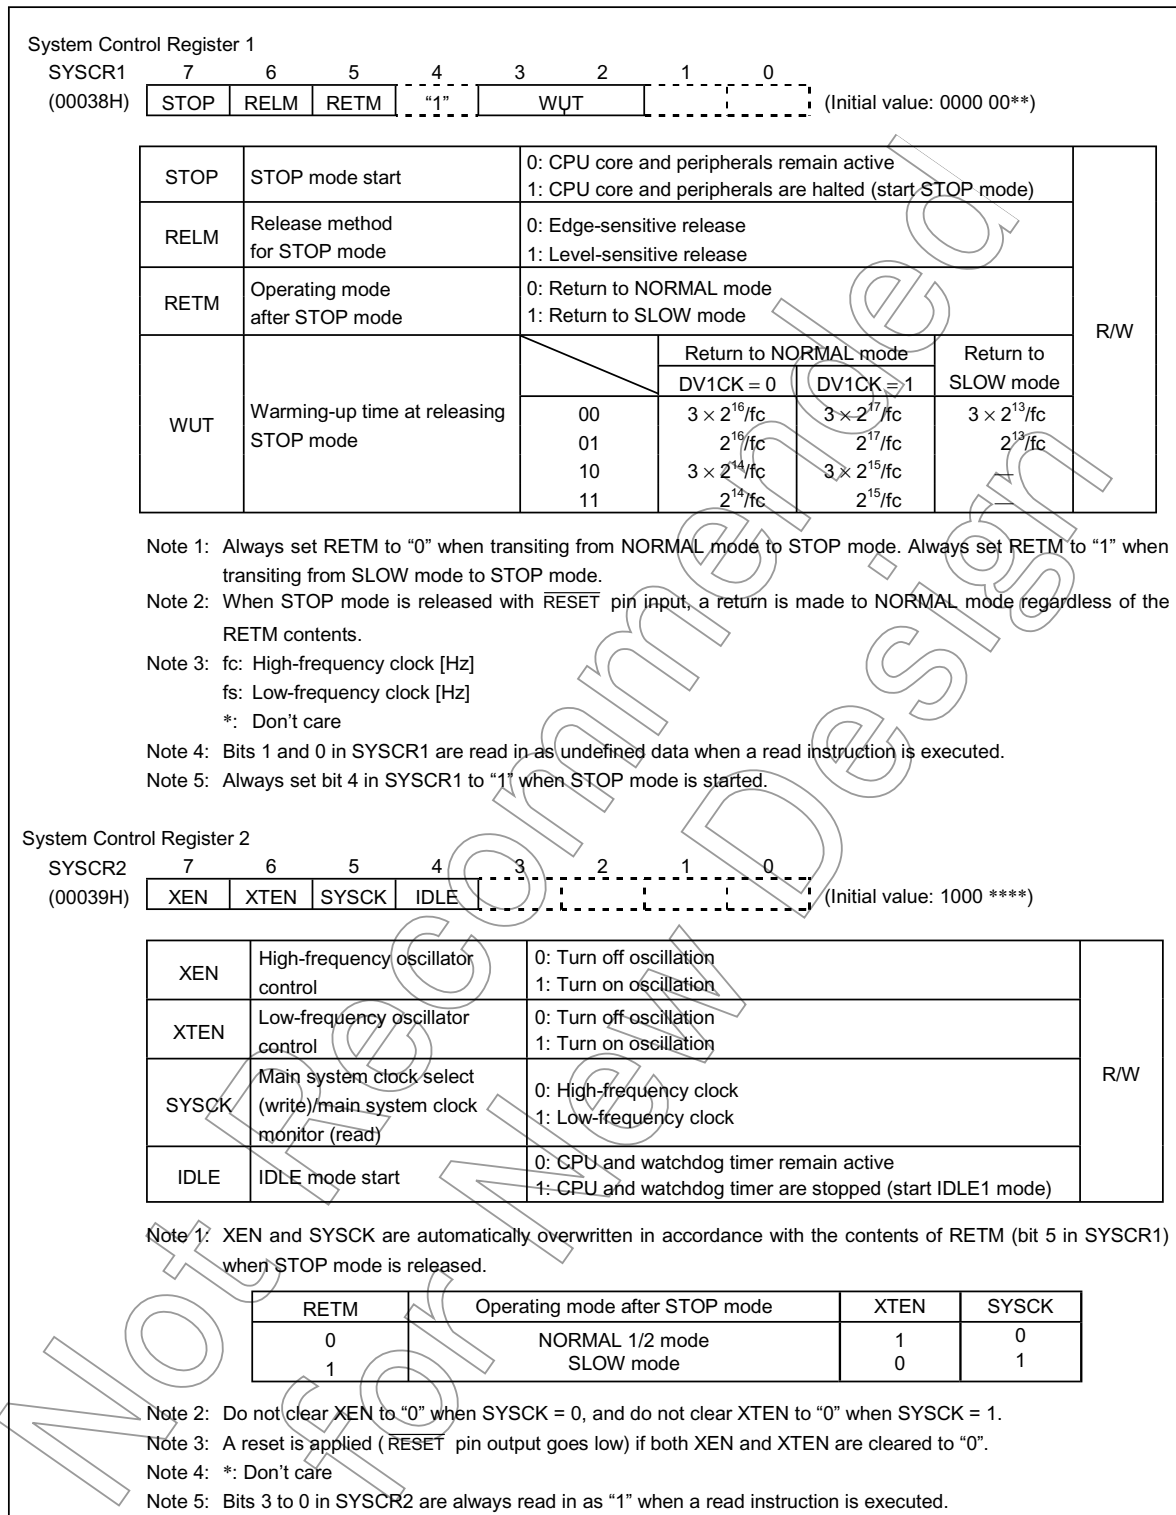 System Control Register 1
SYSCR1 7 6 5 4 3 2 1 0
(00038H) STOP RELM RETM “1” WUT (Initial value: 0000 00**)
STOP STOP mode start 0: CPU core and peripherals remain active
1: CPU core and peripherals are halted (start STOP mode)
RELM Release method for STOP mode 0: Edge-sensitive release
1: Level-sensitive release
RETM Operating mode after STOP mode 0: Return to NORMAL mode
1: Return to SLOW mode
R/W
WUT Warming-up time at releasing STOP mode
Return to NORMAL mode Return to SLOW mode
DV1CK = 0 DV1CK = 1
00 3 × 2^16/fc 3 × 2^17/fc 3 × 2^13/fc
01 2^16/fc 2^17/fc 2^13/fc
10 3 × 2^14/fc 3 × 2^15/fc —
11 2^14/fc 2^15/fc —
Note 1: Always set RETM to “0” when transiting from NORMAL mode to STOP mode. Always set RETM to “1” when
transiting from SLOW mode to STOP mode.
Note 2: When STOP mode is released with RESET pin input, a return is made to NORMAL mode regardless of the
RETM contents.
Note 3: fc: High-frequency clock [Hz]
fs: Low-frequency clock [Hz]
*: Don’t care
Note 4: Bits 1 and 0 in SYSCR1 are read in as undefined data when a read instruction is executed.
Note 5: Always set bit 4 in SYSCR1 to “1” when STOP mode is started.
System Control Register 2
SYSCR2 7 6 5 4 3 2 1 0
(00039H) XEN XTEN SYSCK IDLE (Initial value: 1000 ****)
XEN High-frequency oscillator control 0: Turn off oscillation
1: Turn on oscillation
XTEN Low-frequency oscillator control 0: Turn off oscillation
1: Turn on oscillation
R/W
SYSCK Main system clock select (write)/main system clock monitor (read) 0: High-frequency clock
1: Low-frequency clock
IDLE IDLE mode start 0: CPU and watchdog timer remain active
1: CPU and watchdog timer are stopped (start IDLE1 mode)
Note 1: XEN and SYSCK are automatically overwritten in accordance with the contents of RETM (bit 5 in SYSCR1)
when STOP mode is released.
RETM Operating mode after STOP mode XTEN SYSCK
0 NORMAL 1/2 mode 1 0
1 SLOW mode 0 1
Note 2: Do not clear XEN to “0” when SYSCK = 0, and do not clear XTEN to “0” when SYSCK = 1.
Note 3: A reset is applied ( RESET pin output goes low) if both XEN and XTEN are cleared to “0”.
Note 4: *: Don’t care
Note 5: Bits 3 to 0 in SYSCR2 are always read in as “1” when a read instruction is executed.
Not Recommended
for New Design